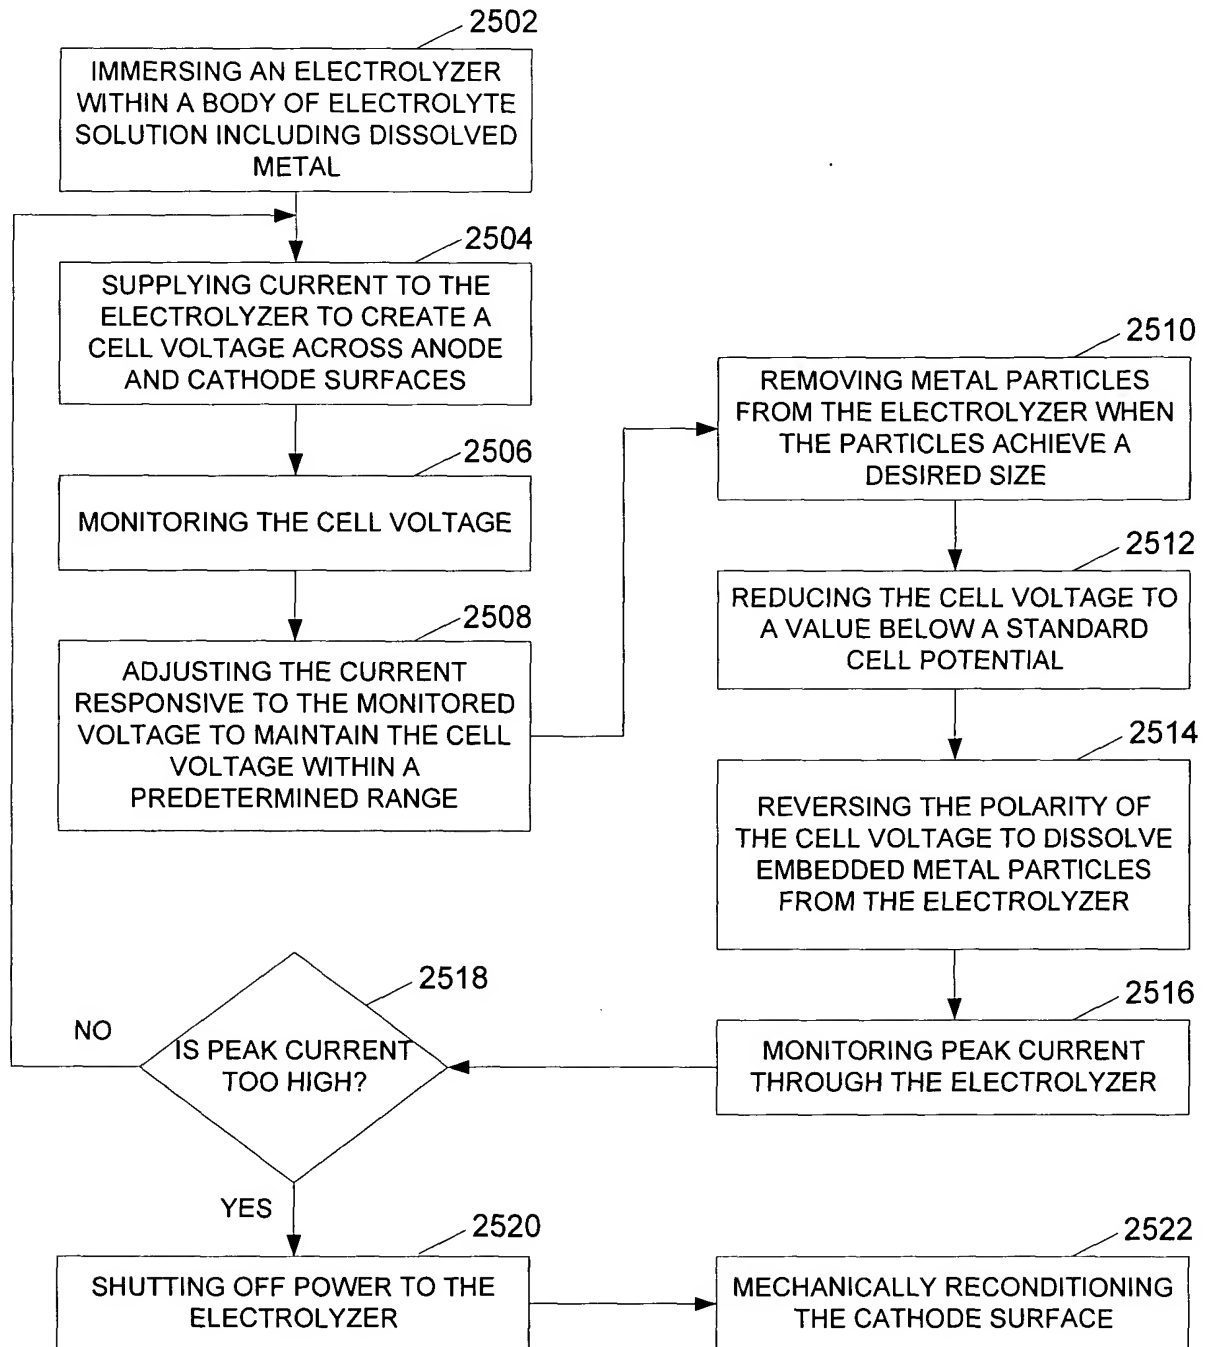 2502
IMMERSING AN ELECTROLYZER
WITHIN A BODY OF ELECTROLYTE
SOLUTION INCLUDING DISSOLVED
METAL
2504
SUPPLYING CURRENT TO THE
ELECTROLYZER TO CREATE A
CELL VOLTAGE ACROSS ANODE
AND CATHODE SURFACES
2506
MONITORING THE CELL VOLTAGE
2508
ADJUSTING THE CURRENT
RESPONSIVE TO THE MONITORED
VOLTAGE TO MAINTAIN THE CELL
VOLTAGE WITHIN A
PREDETERMINED RANGE
2510
REMOVING METAL PARTICLES
FROM THE ELECTROLYZER WHEN
THE PARTICLES ACHIEVE A
DESIRED SIZE
2512
REDUCING THE CELL VOLTAGE TO
A VALUE BELOW A STANDARD
CELL POTENTIAL
2514
REVERSING THE POLARITY OF
THE CELL VOLTAGE TO DISSOLVE
EMBEDDED METAL PARTICLES
FROM THE ELECTROLYZER
2516
MONITORING PEAK CURRENT
THROUGH THE ELECTROLYZER
2518
IS PEAK CURRENT
TOO HIGH?
NO
YES
2520
SHUTTING OFF POWER TO THE
ELECTROLYZER
2522
MECHANICALLY RECONDITIONING
THE CATHODE SURFACE